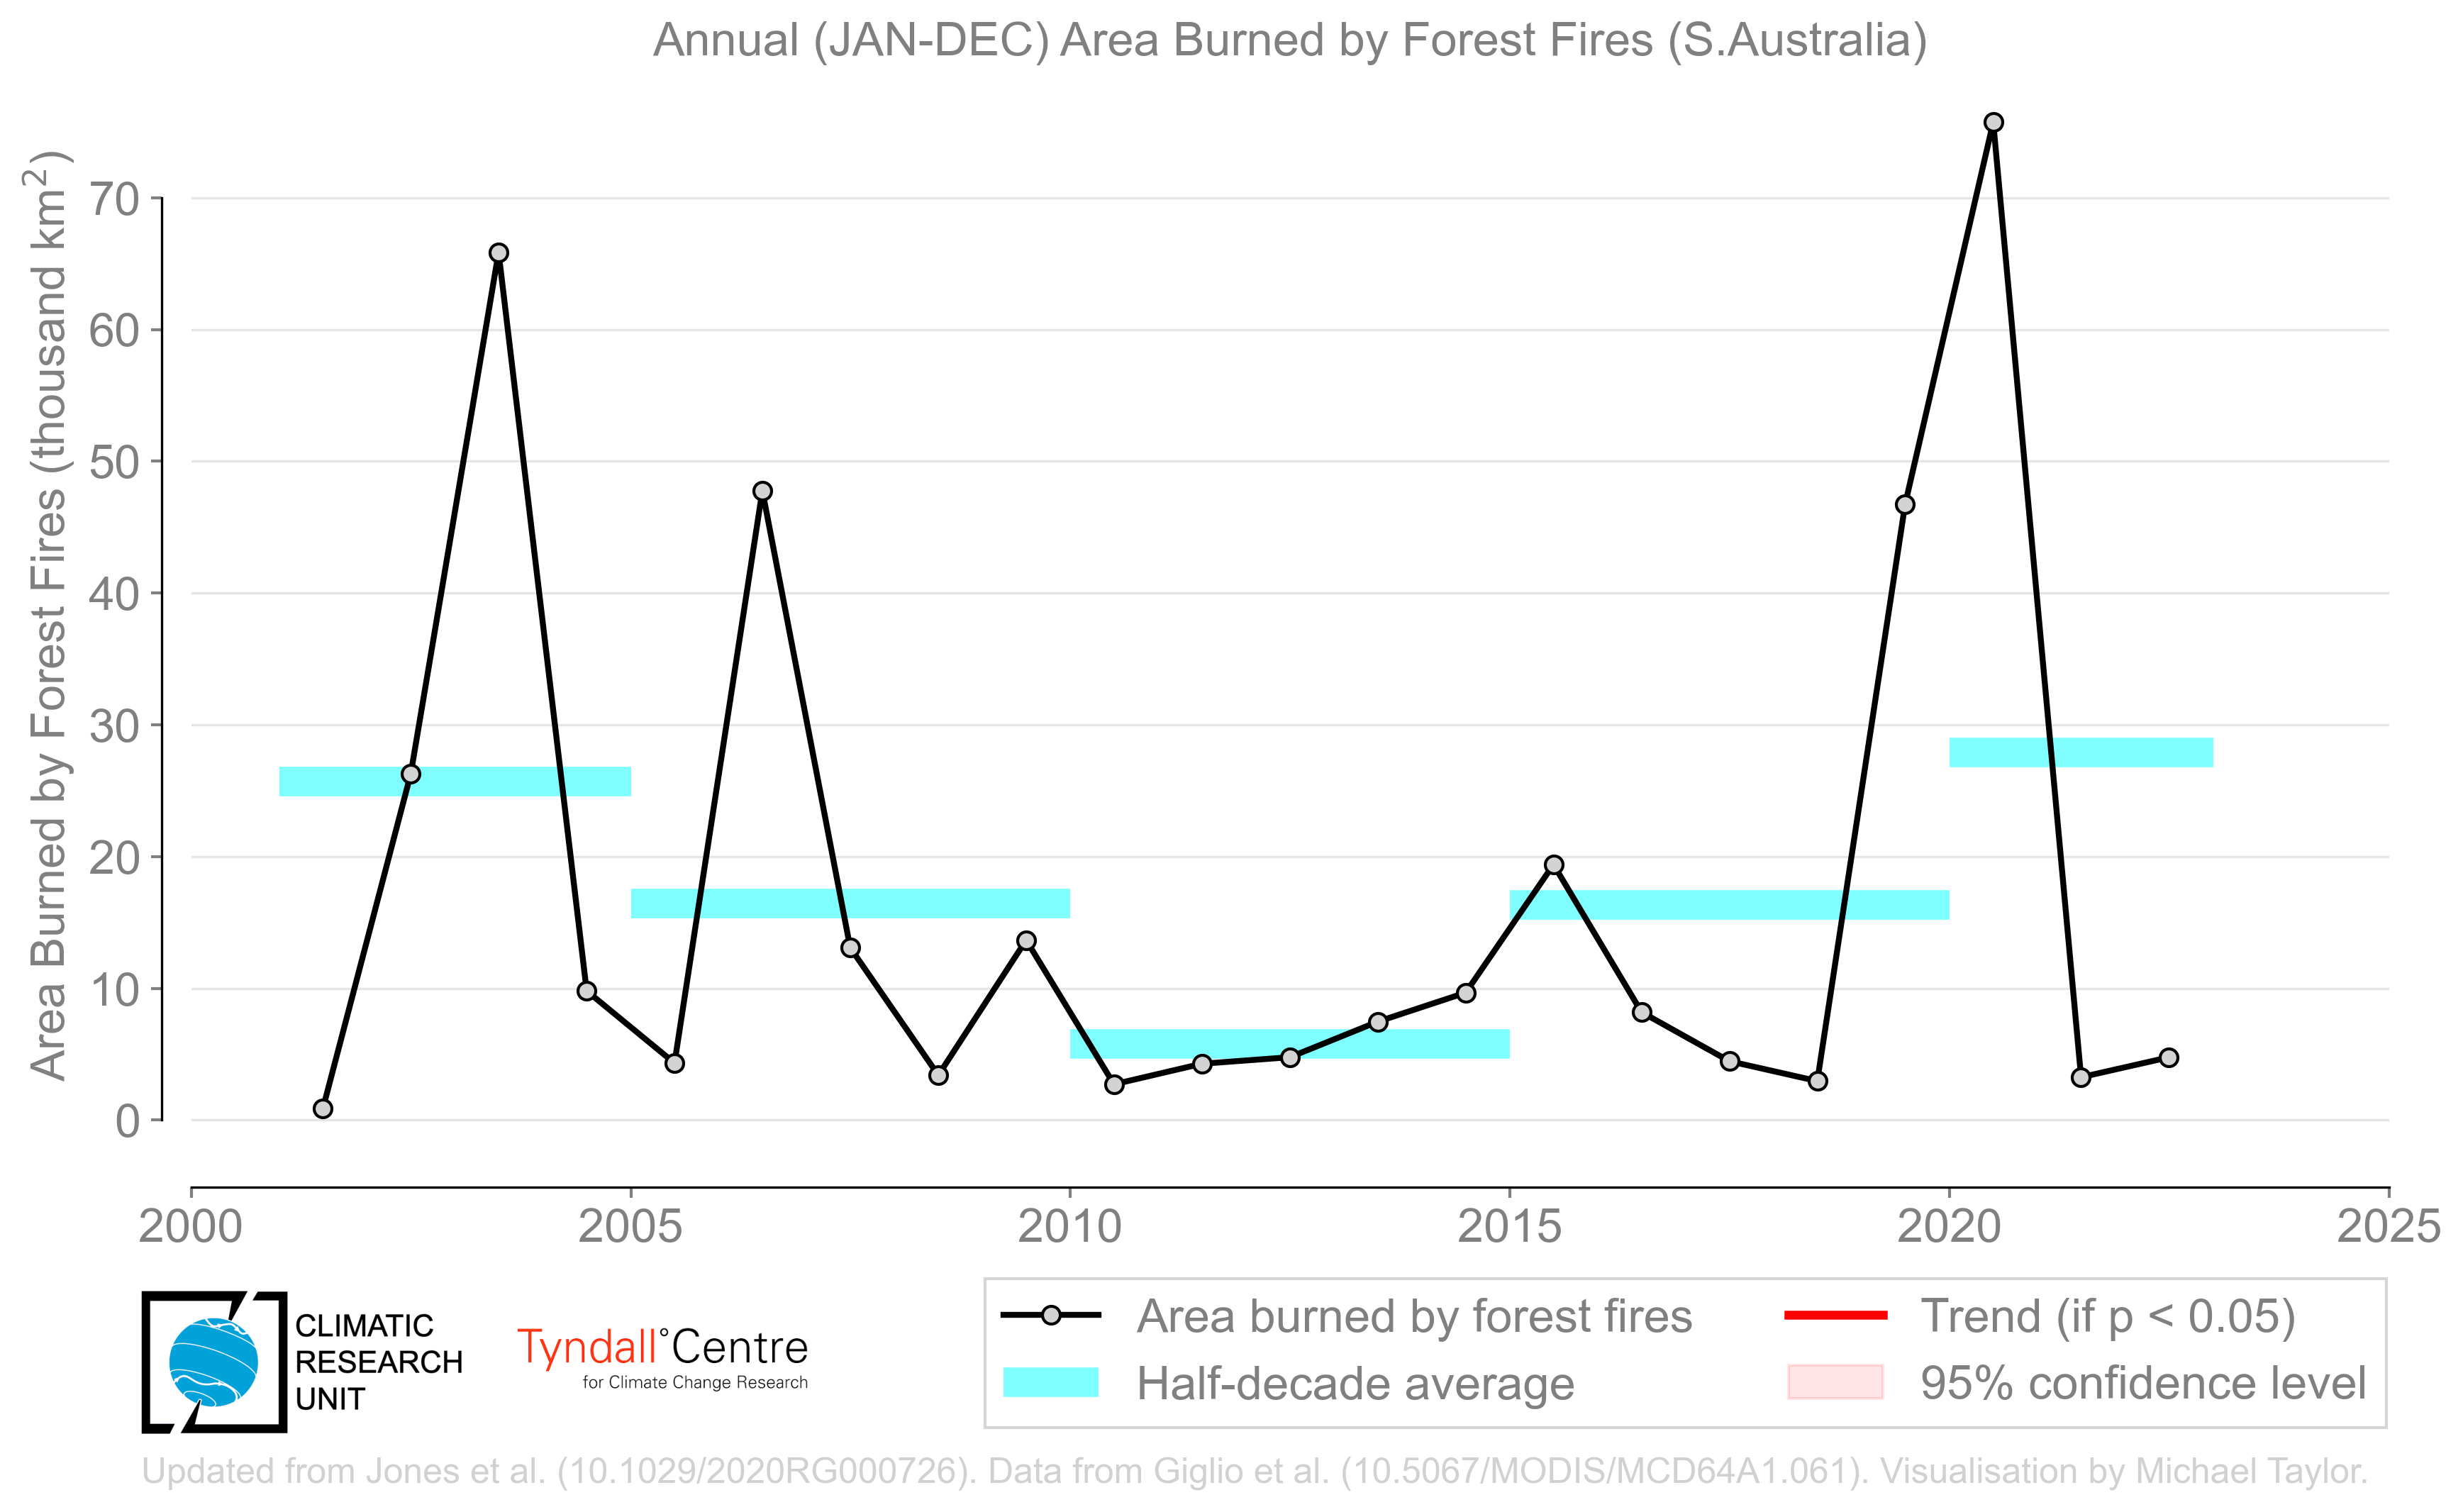 Annual (JAN-DEC) Area Burned by Forest Fires (S.Australia)
Area Burned by Forest Fires (thousand km²)
70
60
50
40
30
20
10
0
2000 2005 2010 2015 2020 2025
CLIMATIC
RESEARCH
UNIT
Tyndall°Centre
for Climate Change Research
Area burned by forest fires
Half-decade average
Trend (if p < 0.05)
95% confidence level
Updated from Jones et al. (10.1029/2020RG000726). Data from Giglio et al. (10.5067/MODIS/MCD64A1.061). Visualisation by Michael Taylor.